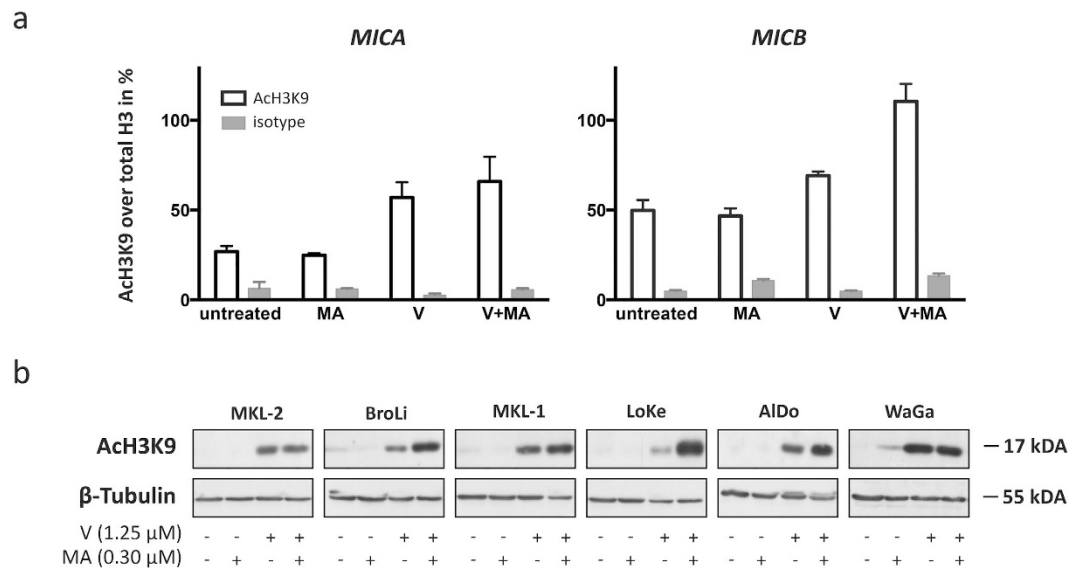 a
MICA
MICB
AcH3K9 over total H3 in %
100
50
0
AcH3K9
isotype
untreated MA V V+MA
100
50
0
untreated MA V V+MA
b
MKL-2 BroLi MKL-1 LoKe AlDo WaGa
AcH3K9 — 17 kDA
β-Tubulin — 55 kDA
V (1.25 µM) - - + + - - + + - - + + - - + + - - + + - - + +
MA (0.30 µM) - + - + - + - + - + - + - + - + - + - + - + - +